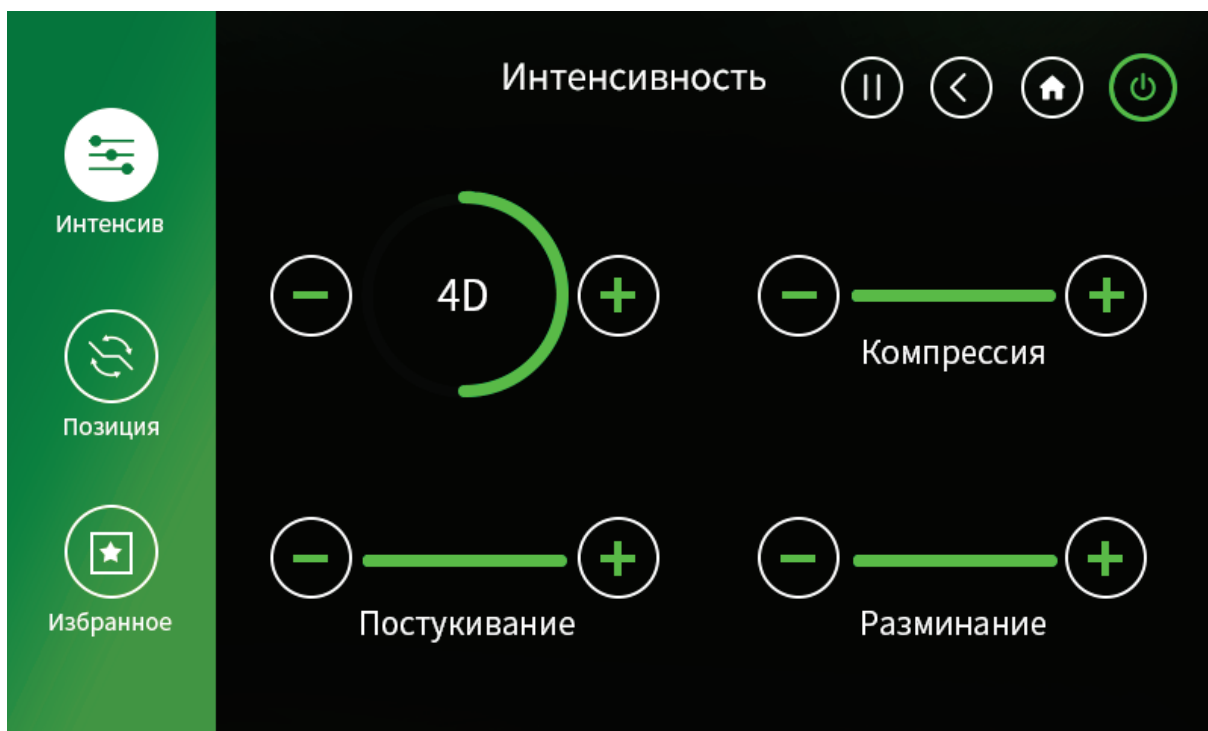 Интенсивность
Интенсив
4D
Компрессия
Позиция
Постукивание
Разминание
Избранное